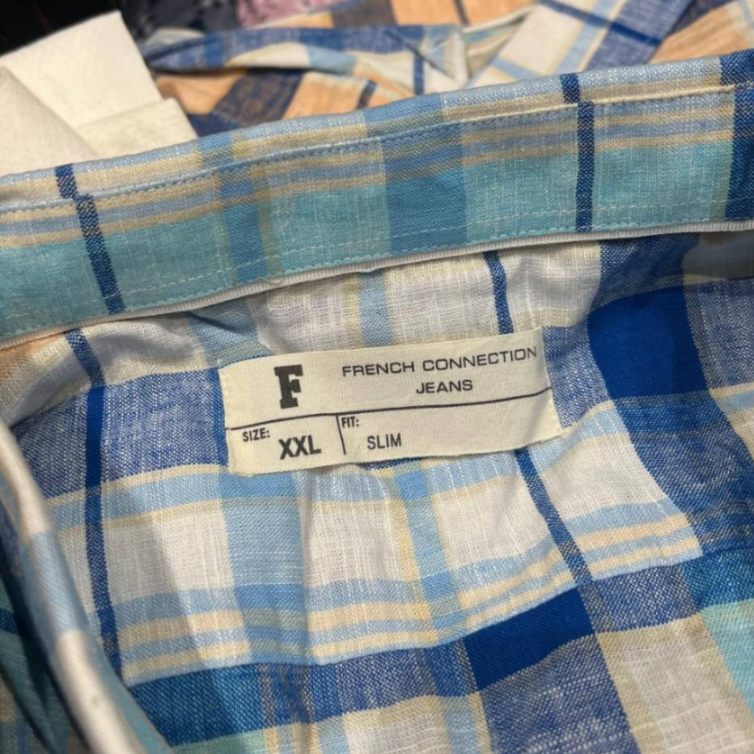 F
FRENCH CONNECTION
JEANS
SIZE: XXL
FIT: SLIM